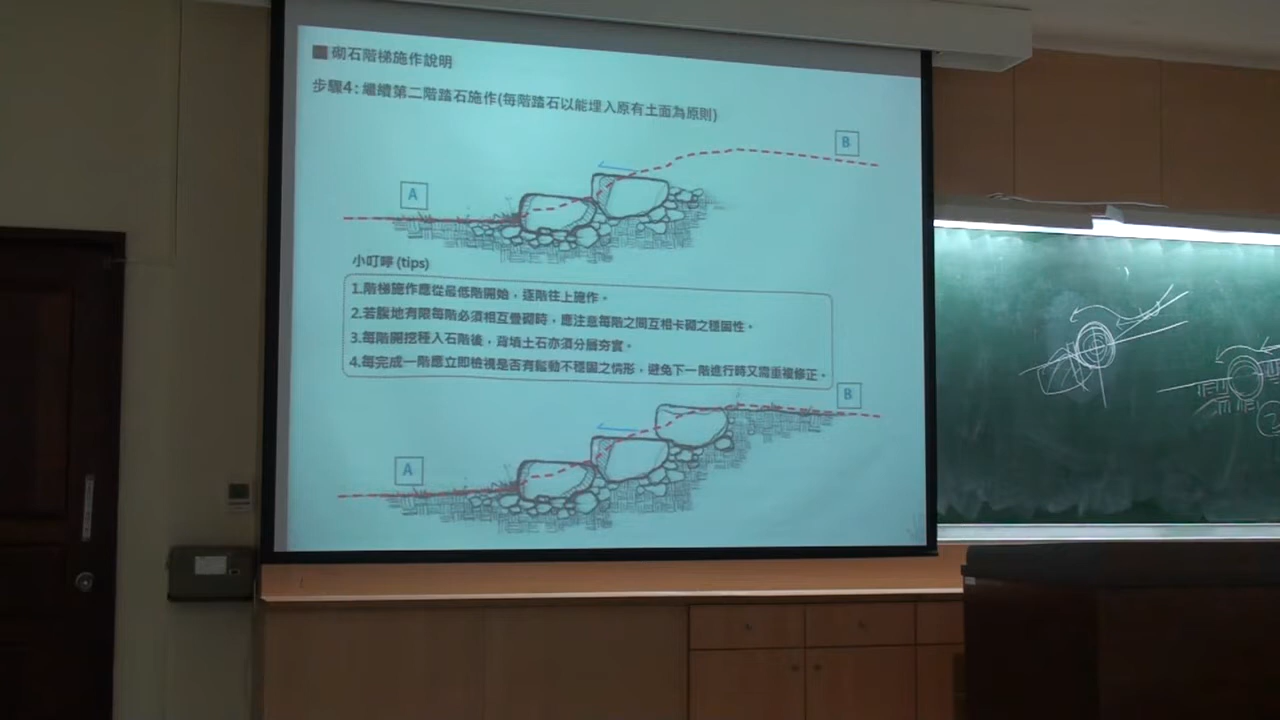 ■砌石階梯施作說明
步驟4:繼續第二階踏石施作(每階踏石以能埋入原有土面為原則)
B
A
小叮嚀(tips)
1.階梯施作應從最低階開始，逐階往上施作。
2.若腹地有限每階必須相互疊砌時，應注意每階之間互相卡砌之穩固性。
3.每階開挖種入石階後，背填土石亦須分層夯實。
4.每完成一階應立即檢視是否有鬆動不穩固之情形，避免下一階進行時又需重複修正。
B
A